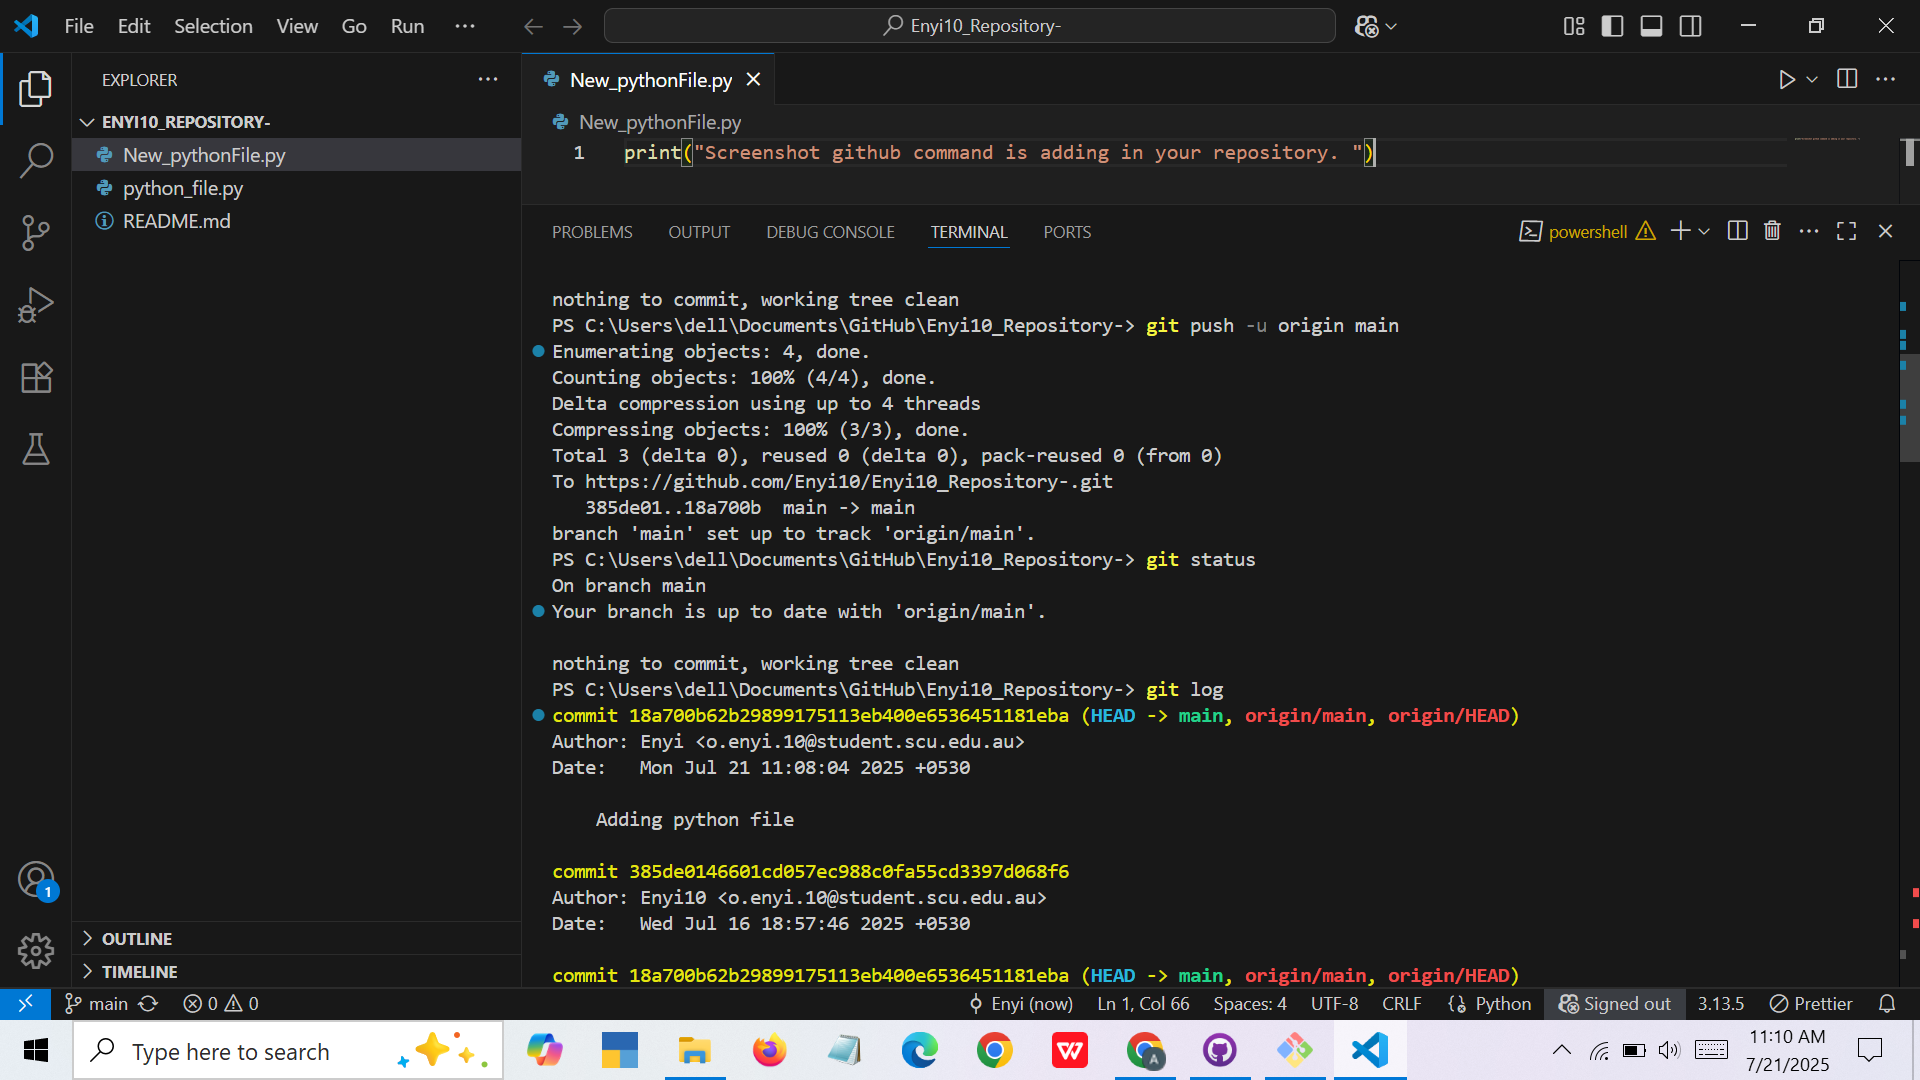 File Edit Selection View Go Run ···
Enyi10_Repository-
EXPLORER ···
ENYI10_REPOSITORY-
New_pythonFile.py
python_file.py
README.md
OUTLINE
TIMELINE
New_pythonFile.py
New_pythonFile.py
1 print("Screenshot github command is adding in your repository. ")
PROBLEMS OUTPUT DEBUG CONSOLE TERMINAL PORTS
powershell
nothing to commit, working tree clean
PS C:\Users\dell\Documents\GitHub\Enyi10_Repository-> git push -u origin main
Enumerating objects: 4, done.
Counting objects: 100% (4/4), done.
Delta compression using up to 4 threads
Compressing objects: 100% (3/3), done.
Total 3 (delta 0), reused 0 (delta 0), pack-reused 0 (from 0)
To https://github.com/Enyi10/Enyi10_Repository-.git
385de01..18a700b main -> main
branch 'main' set up to track 'origin/main'.
PS C:\Users\dell\Documents\GitHub\Enyi10_Repository-> git status
On branch main
Your branch is up to date with 'origin/main'.
nothing to commit, working tree clean
PS C:\Users\dell\Documents\GitHub\Enyi10_Repository-> git log
commit 18a700b62b29899175113eb400e6536451181eba (HEAD -> main, origin/main, origin/HEAD)
Author: Enyi <o.enyi.10@student.scu.edu.au>
Date: Mon Jul 21 11:08:04 2025 +0530
Adding python file
commit 385de0146601cd057ec988c0fa55cd3397d068f6
Author: Enyi10 <o.enyi.10@student.scu.edu.au>
Date: Wed Jul 16 18:57:46 2025 +0530
commit 18a700b62b29899175113eb400e6536451181eba (HEAD -> main, origin/main, origin/HEAD)
1
main 0 0 Enyi (now) Ln 1, Col 66 Spaces: 4 UTF-8 CRLF Python Signed out 3.13.5 Prettier
Type here to search
W
A
11:10 AM
7/21/2025